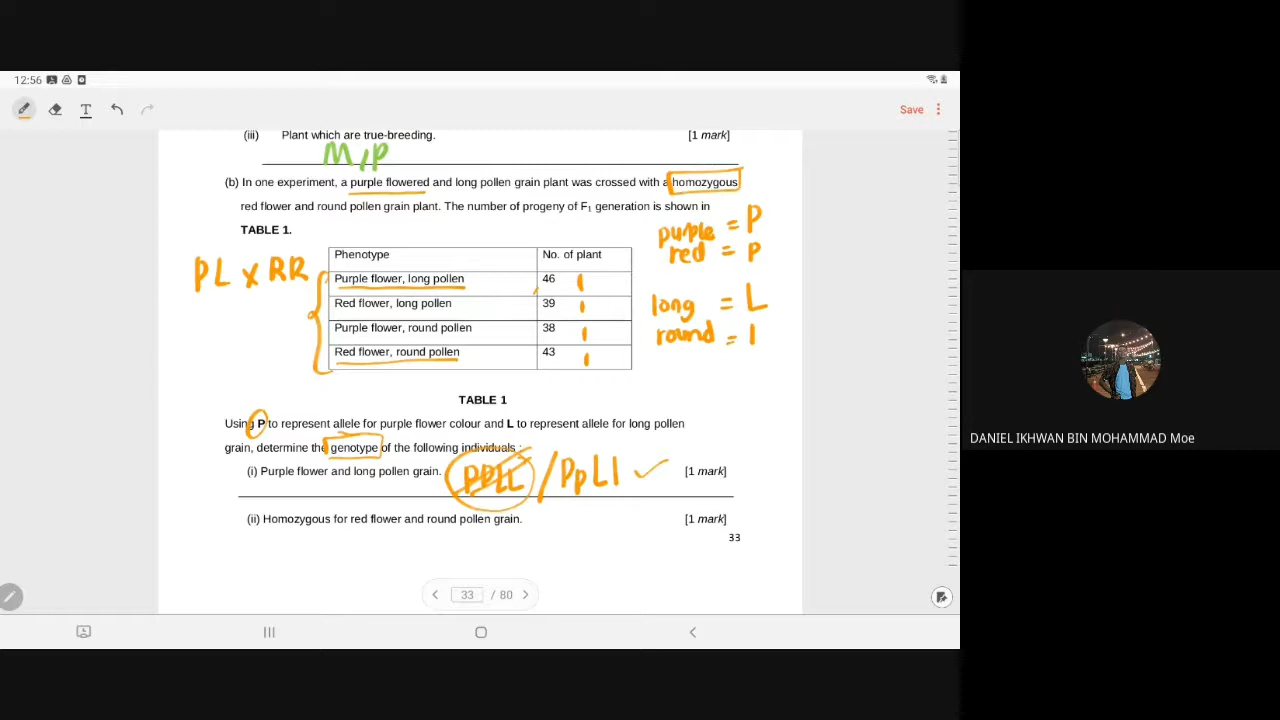 12:56
Save
(iii) Plant which are true-breeding. [1 mark]
M/P
(b) In one experiment, a purple flowered and long pollen grain plant was crossed with a homozygous
red flower and round pollen grain plant. The number of progeny of F₁ generation is shown in
TABLE 1.
PL x RR
Phenotype No. of plant
Purple flower, long pollen 46 1
Red flower, long pollen 39 1
Purple flower, round pollen 38 1
Red flower, round pollen 43 1
purple = P
red = p
long = L
round = l
TABLE 1
Using P to represent allele for purple flower colour and L to represent allele for long pollen
grain, determine the genotype of the following individuals :
(i) Purple flower and long pollen grain. PPLL / PpLl ✓ [1 mark]
(ii) Homozygous for red flower and round pollen grain. [1 mark]
33
33 / 80
DANIEL IKHWAN BIN MOHAMMAD Moe